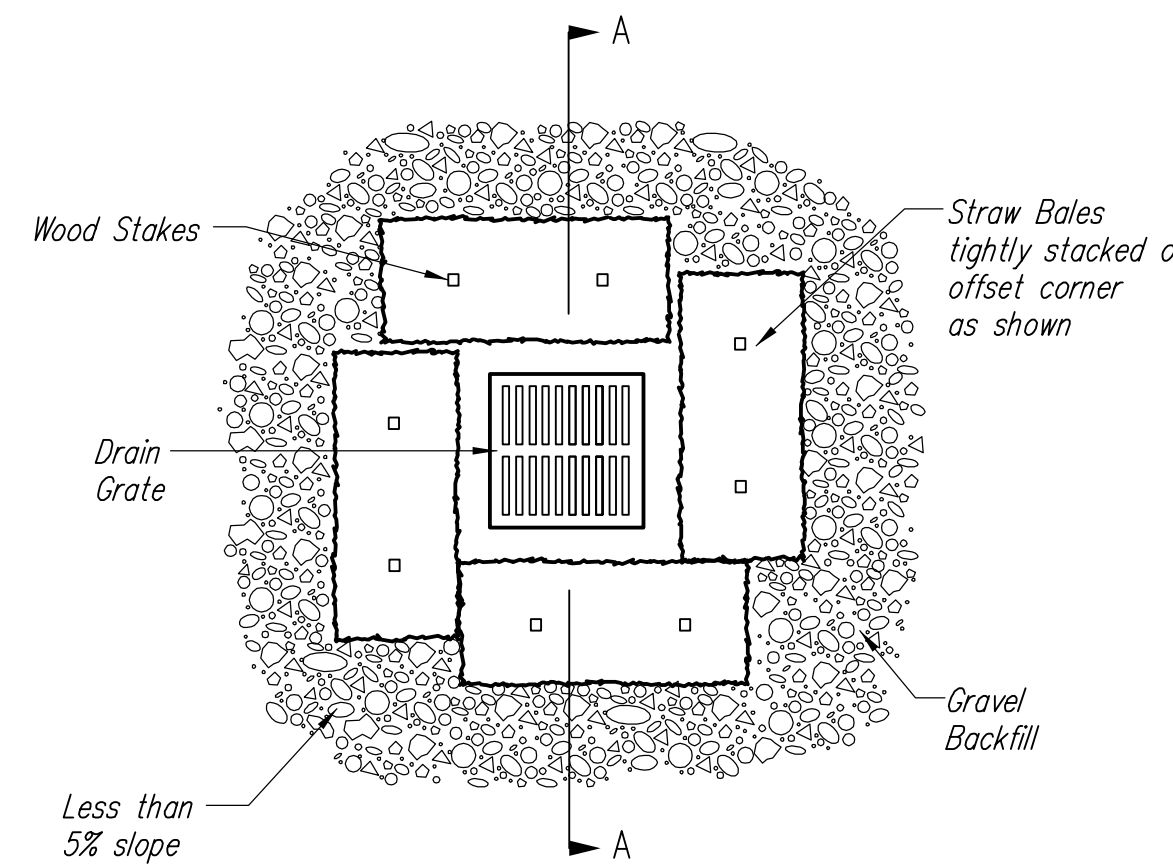 A
Wood Stakes
Straw Bales
tightly stacked
offset corner
as shown
Drain
Grate
Gravel
Backfill
Less than
5% slope
A